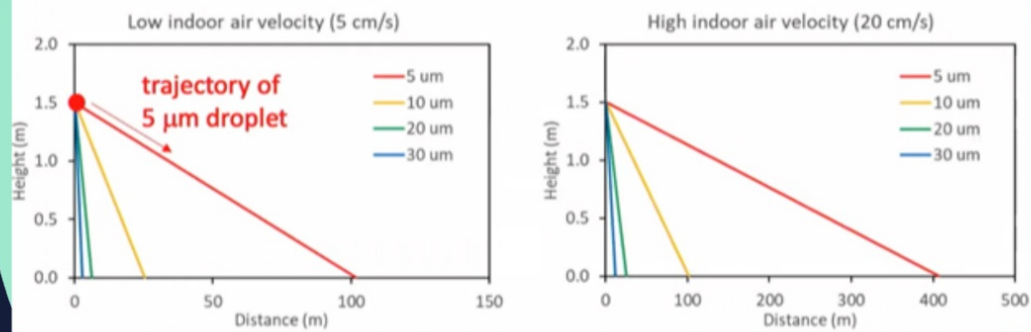 Low indoor air velocity (5 cm/s)
2.0
1.5
1.0
0.5
0.0
Height (m)
trajectory of
5 μm droplet
5 um
10 um
20 um
30 um
0 50 100 150
Distance (m)
High indoor air velocity (20 cm/s)
2.0
1.5
1.0
0.5
0.0
Height (m)
5 um
10 um
20 um
30 um
0 100 200 300 400 500
Distance (m)